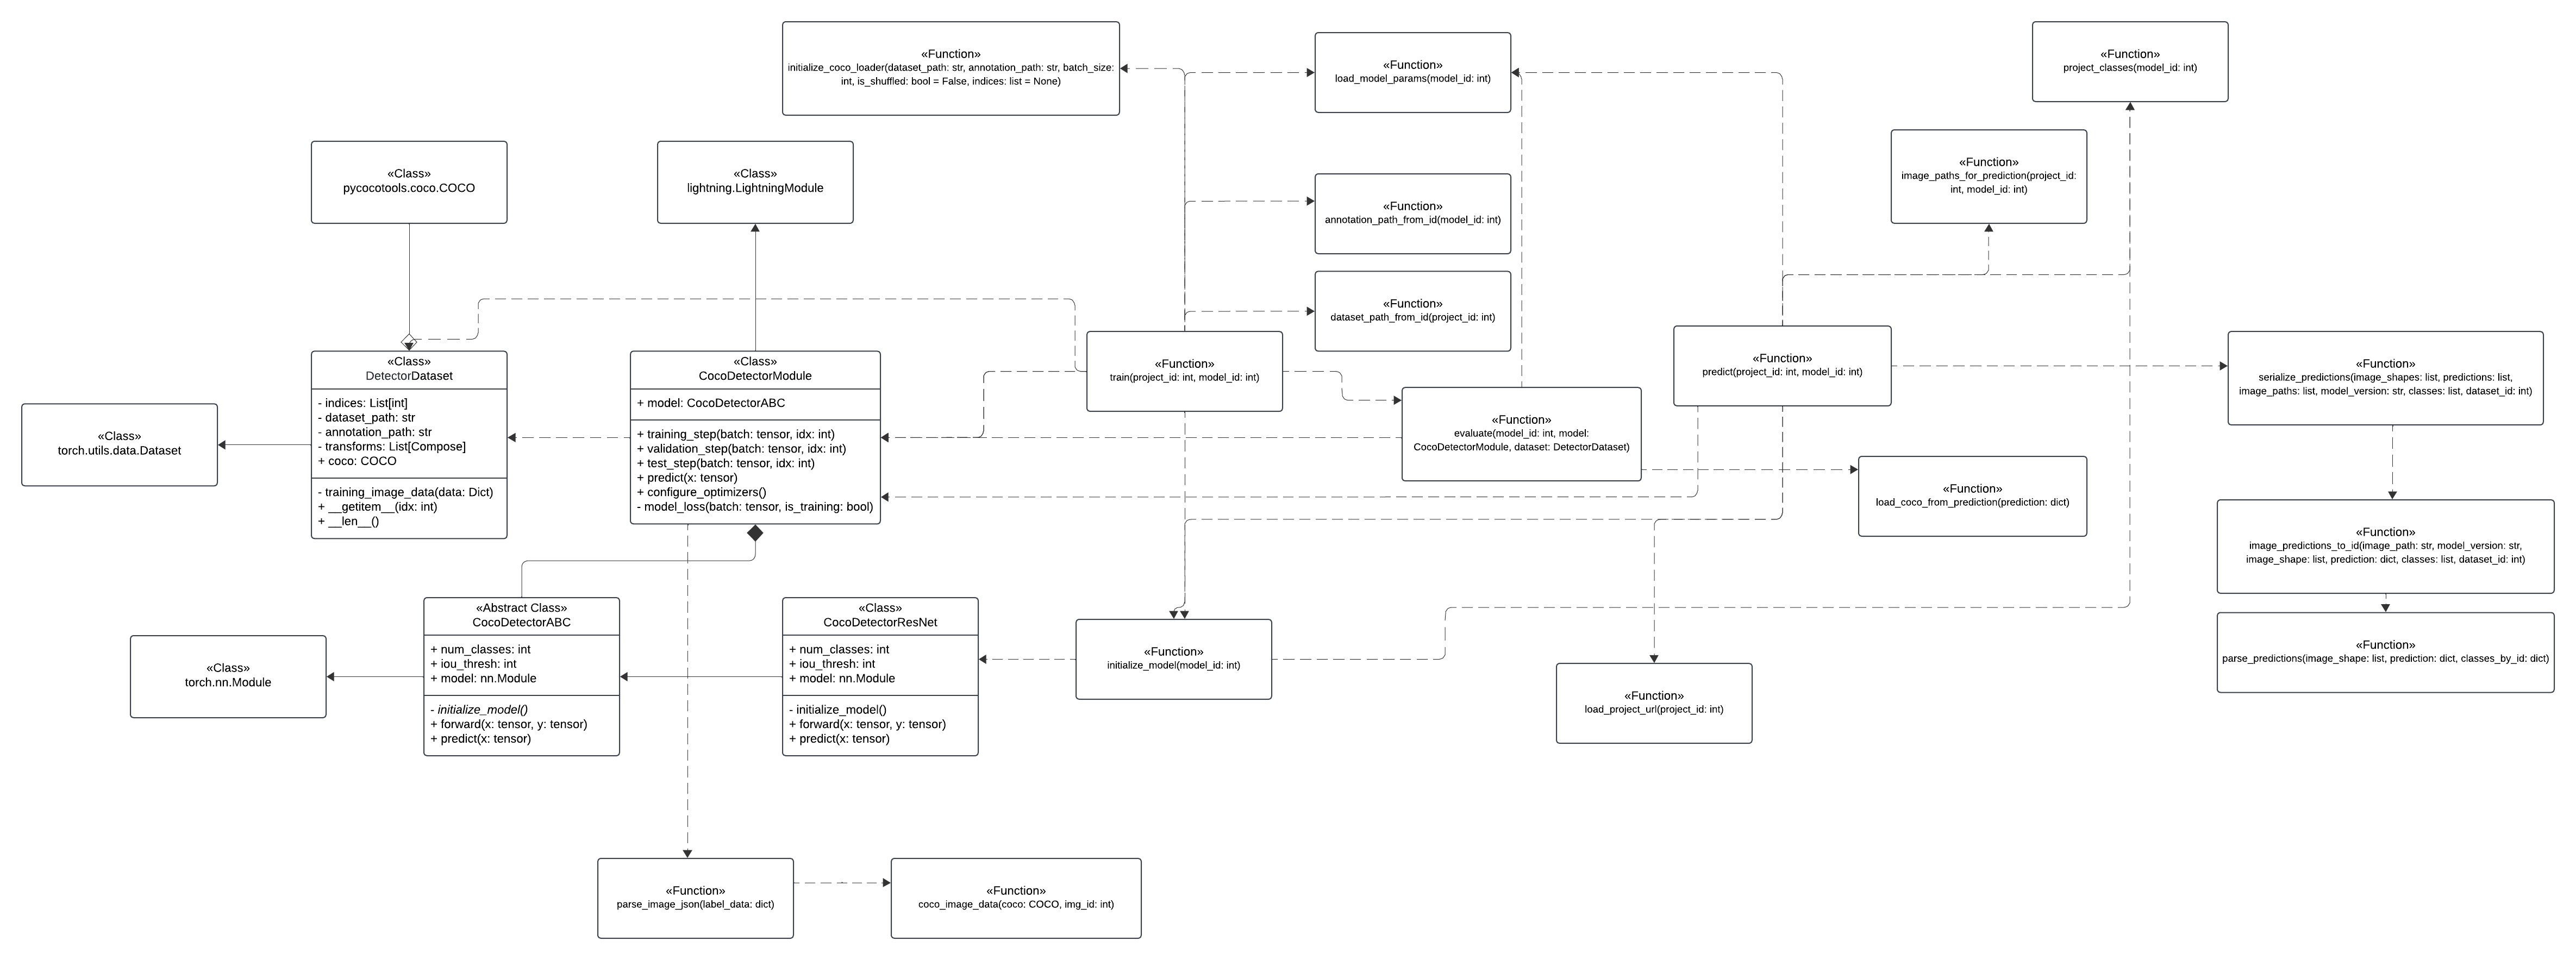 «Function»
initialize_coco_loader(dataset_path: str, annotation_path: str, batch_size:
int, is_shuffled: bool = False, indices: list = None)
«Function»
load_model_params(model_id: int)
«Function»
project_classes(model_id: int)
«Class»
pycocotools.coco.COCO
«Class»
lightning.LightningModule
«Function»
annotation_path_from_id(model_id: int)
«Function»
image_paths_for_prediction(project_id:
int, model_id: int)
«Function»
dataset_path_from_id(project_id: int)
«Class»
torch.utils.data.Dataset
«Class»
DetectorDataset
- indices: List[int]
- dataset_path: str
- annotation_path: str
- transforms: List[Compose]
+ coco: COCO
- training_image_data(data: Dict)
+ __getitem__(idx: int)
+ __len__()
«Class»
CocoDetectorModule
+ model: CocoDetectorABC
+ training_step(batch: tensor, idx: int)
+ validation_step(batch: tensor, idx: int)
+ test_step(batch: tensor, idx: int)
+ predict(x: tensor)
+ configure_optimizers()
- model_loss(batch: tensor, is_training: bool)
«Function»
train(project_id: int, model_id: int)
«Function»
evaluate(model_id: int, model:
CocoDetectorModule, dataset: DetectorDataset)
«Function»
predict(project_id: int, model_id: int)
«Function»
serialize_predictions(image_shapes: list, predictions: list,
image_paths: list, model_version: str, classes: list, dataset_id: int)
«Function»
load_coco_from_prediction(prediction: dict)
«Function»
image_predictions_to_id(image_path: str, model_version: str,
image_shape: list, prediction: dict, classes: list, dataset_id: int)
«Function»
parse_predictions(image_shape: list, prediction: dict, classes_by_id: dict)
«Class»
torch.nn.Module
«Abstract Class»
CocoDetectorABC
+ num_classes: int
+ iou_thresh: int
+ model: nn.Module
- initialize_model()
+ forward(x: tensor, y: tensor)
+ predict(x: tensor)
«Class»
CocoDetectorResNet
+ num_classes: int
+ iou_thresh: int
+ model: nn.Module
- initialize_model()
+ forward(x: tensor, y: tensor)
+ predict(x: tensor)
«Function»
initialize_model(model_id: int)
«Function»
load_project_url(project_id: int)
«Function»
parse_image_json(label_data: dict)
«Function»
coco_image_data(coco: COCO, img_id: int)